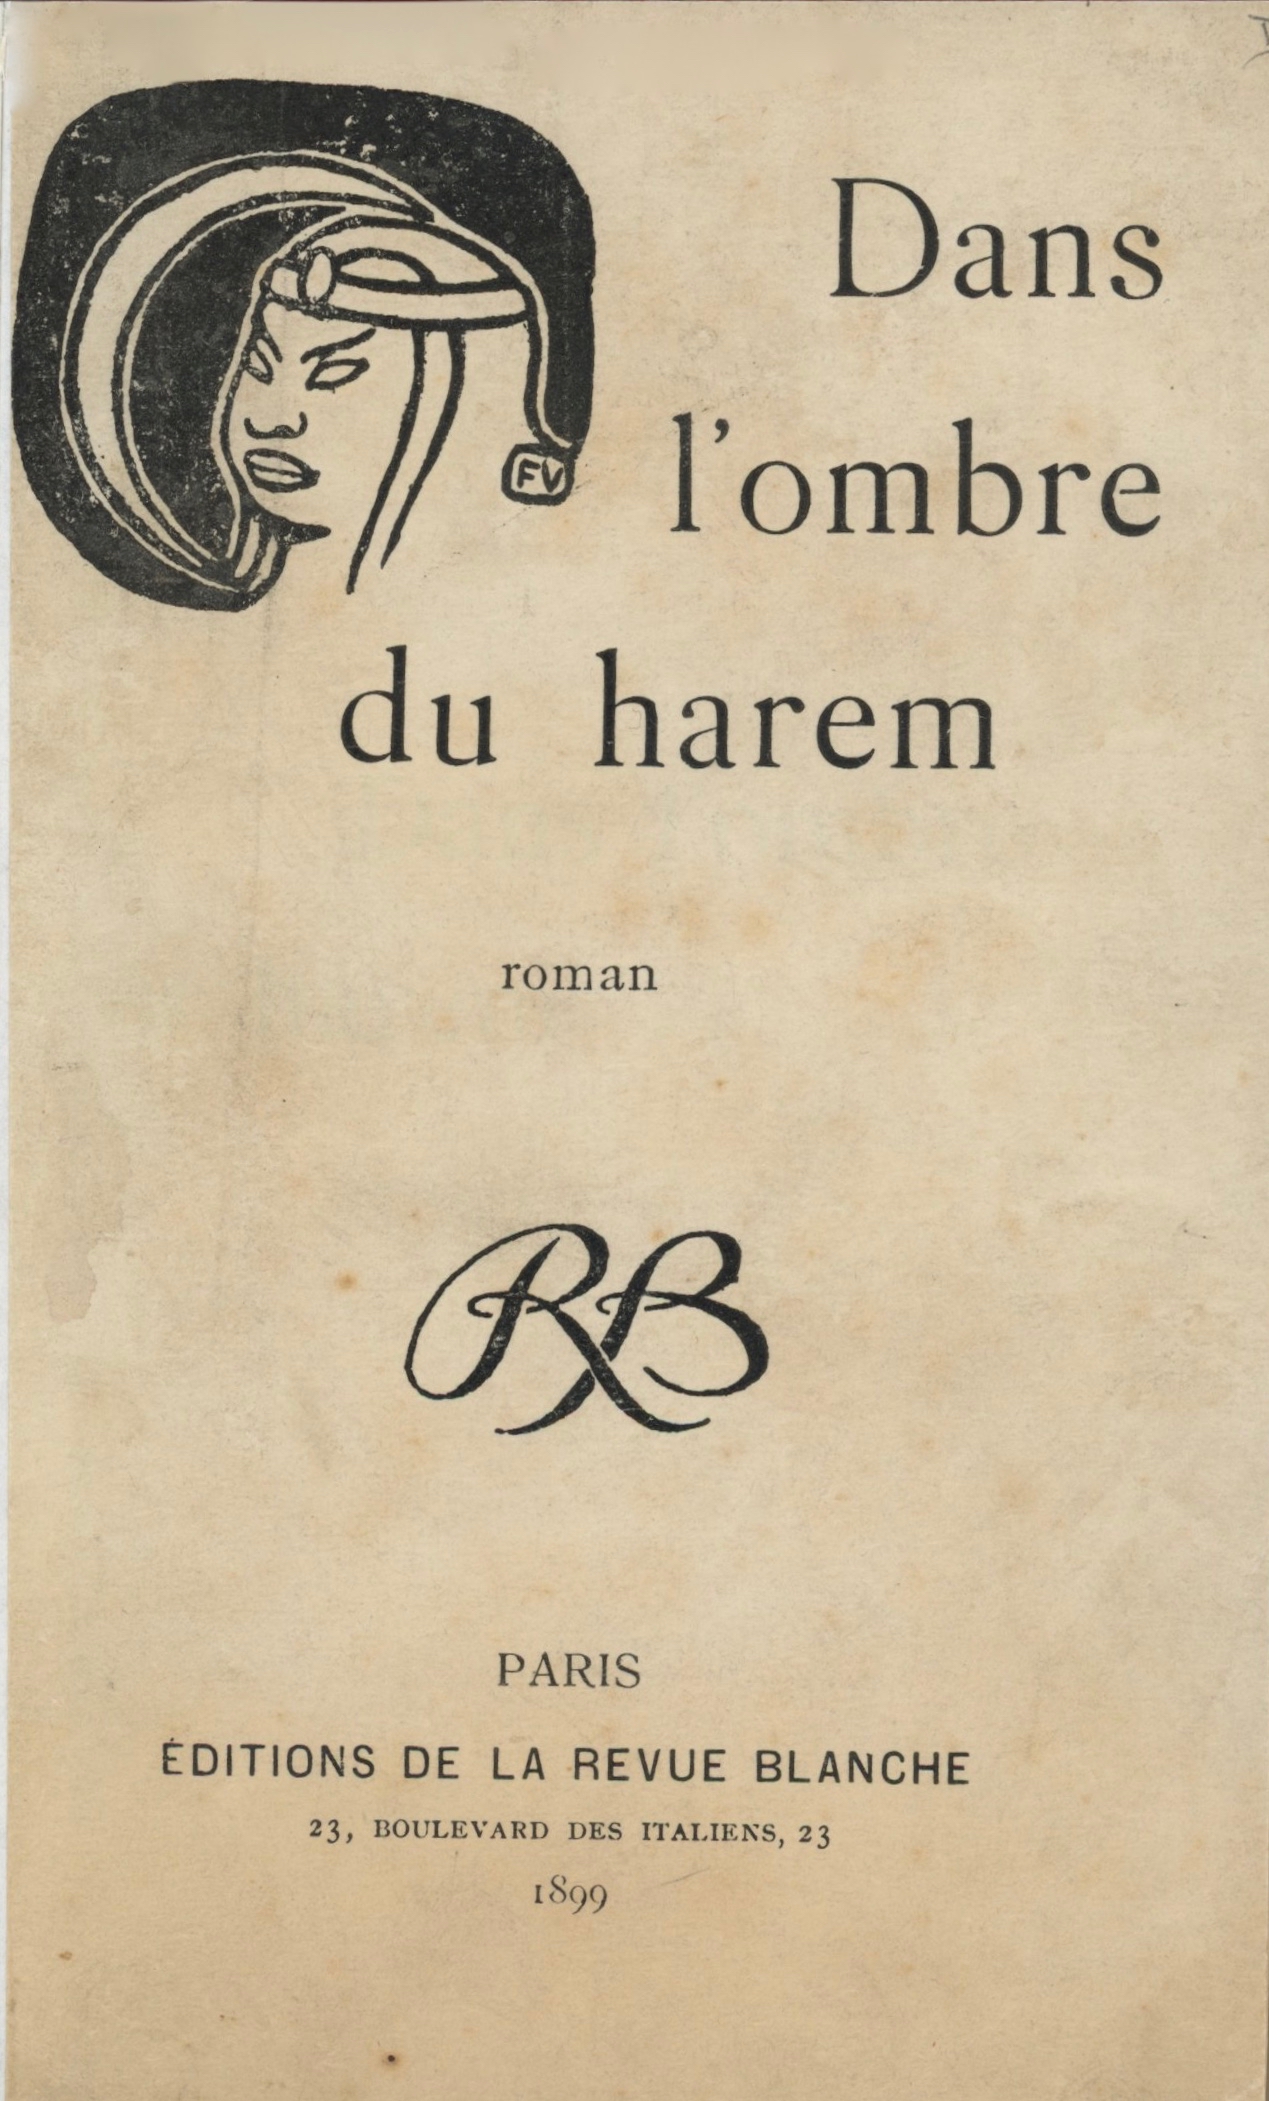 Dans
l'ombre
FV
du harem
roman
RB
PARIS
ÉDITIONS DE LA REVUE BLANCHE
23, BOULEVARD DES ITALIENS, 23
1899